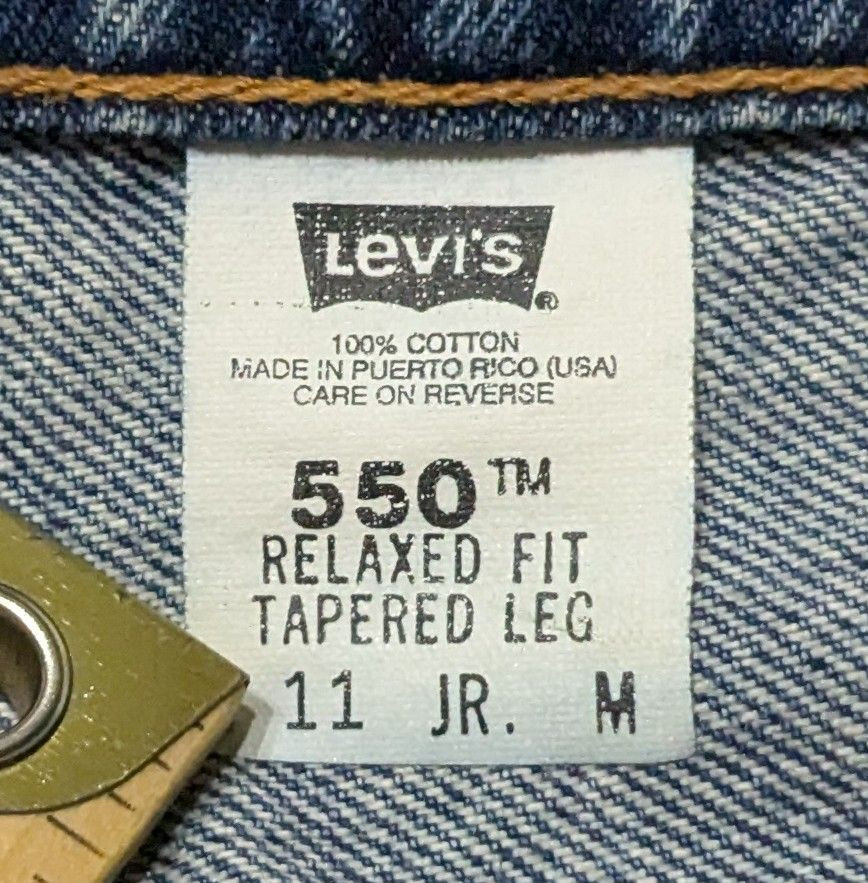 Levi's ®
100% COTTON
MADE IN PUERTO RICO (USA)
CARE ON REVERSE
550™
RELAXED FIT
TAPERED LEG
11 JR. M